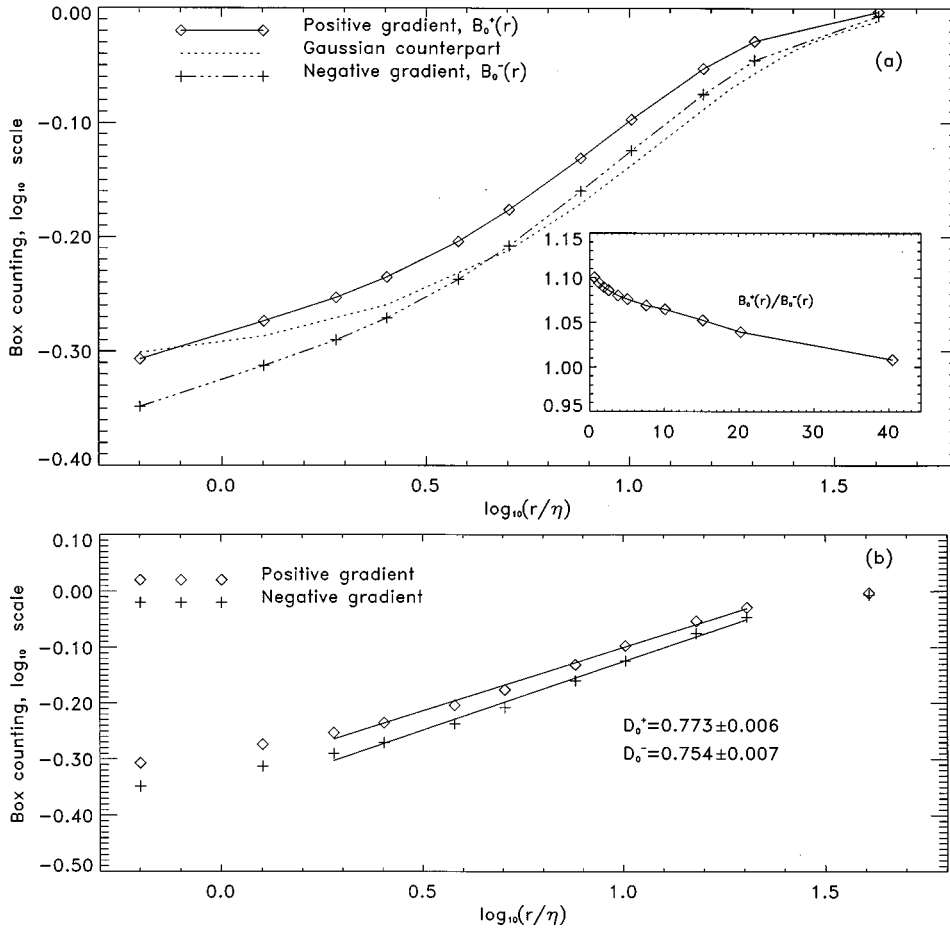 0.00
-0.10
-0.20
-0.30
-0.40
Box counting, log₁₀ scale
Positive gradient, B₀⁺(r)
Gaussian counterpart
Negative gradient, B₀⁻(r)
(a)
1.15
1.10
1.05
1.00
0.95
B₀⁺(r)/B₀⁻(r)
0 10 20 30 40
0.0 0.5 1.0 1.5
log₁₀(r/η)
0.10
0.00
-0.10
-0.20
-0.30
-0.40
-0.50
Box counting, log₁₀ scale
Positive gradient
Negative gradient
(b)
D₀⁺=0.773±0.006
D₀⁻=0.754±0.007
0.0 0.5 1.0 1.5
log₁₀(r/η)